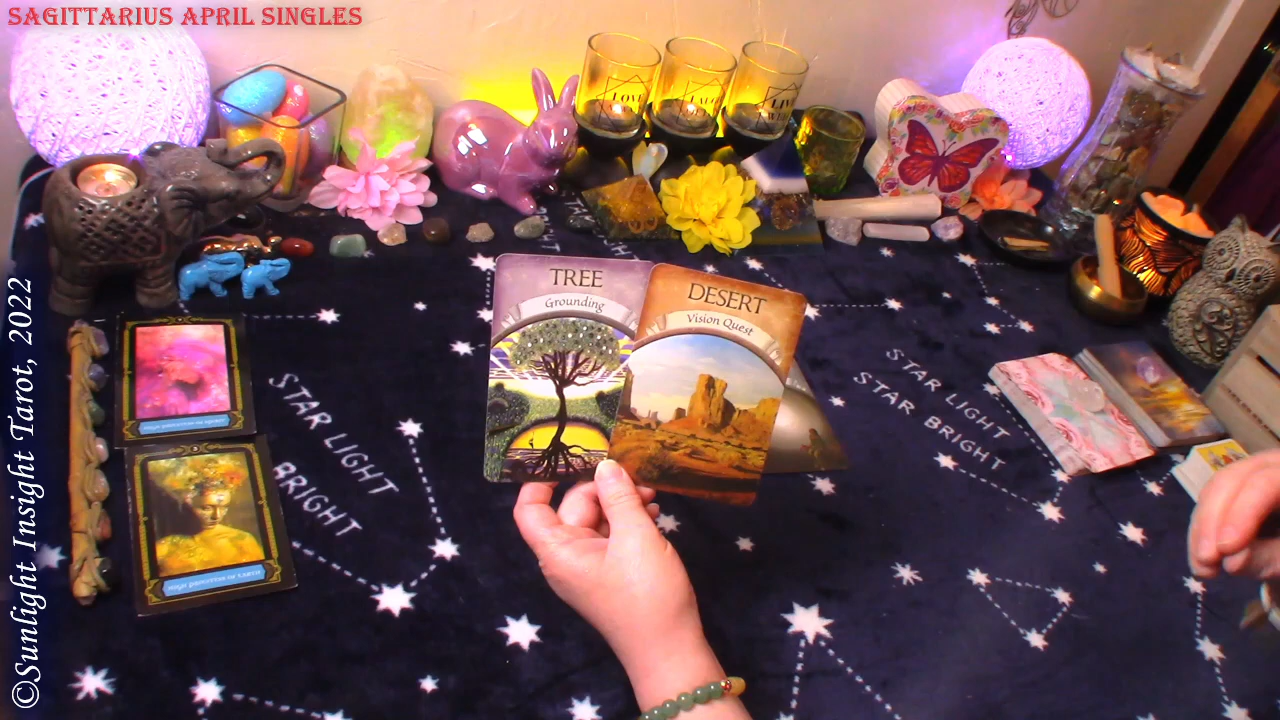 SAGITTARIUS APRIL SINGLES
©Sunlight Insight Tarot, 2022
LOVE
LIVE
TREE
Grounding
DESERT
Vision Quest
STAR LIGHT
BRIGHT
STAR LIGHT
STAR BRIGHT